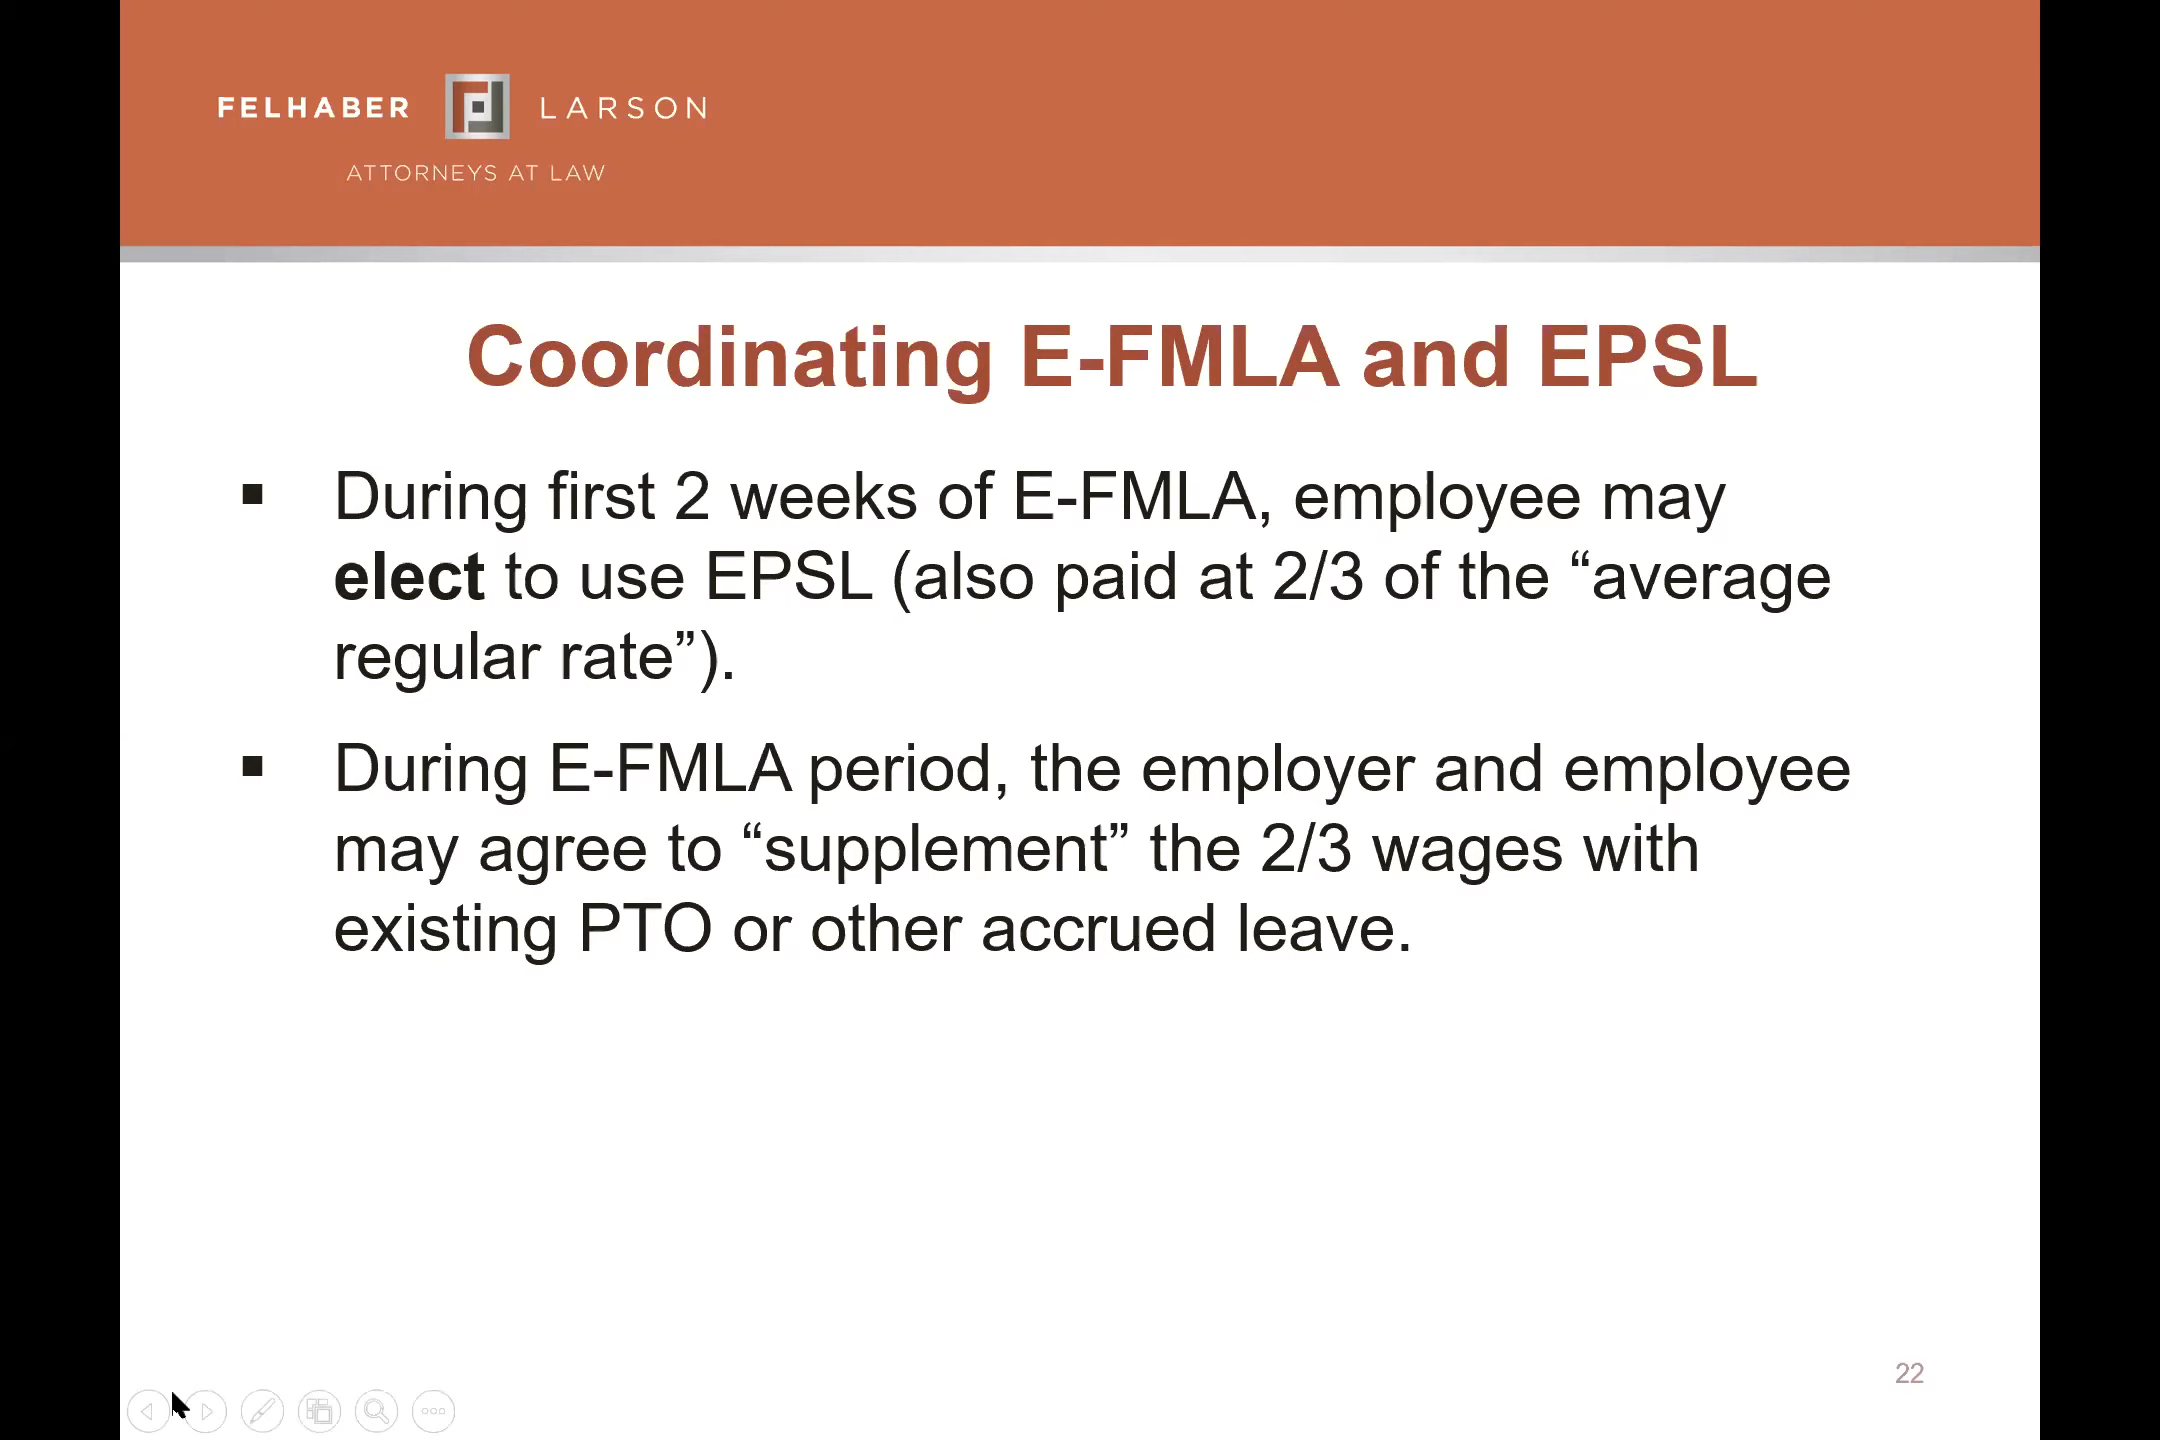 FELHABER LARSON
ATTORNEYS AT LAW
Coordinating E-FMLA and EPSL
▪ During first 2 weeks of E-FMLA, employee may
elect to use EPSL (also paid at 2/3 of the “average
regular rate”).
▪ During E-FMLA period, the employer and employee
may agree to “supplement” the 2/3 wages with
existing PTO or other accrued leave.
22